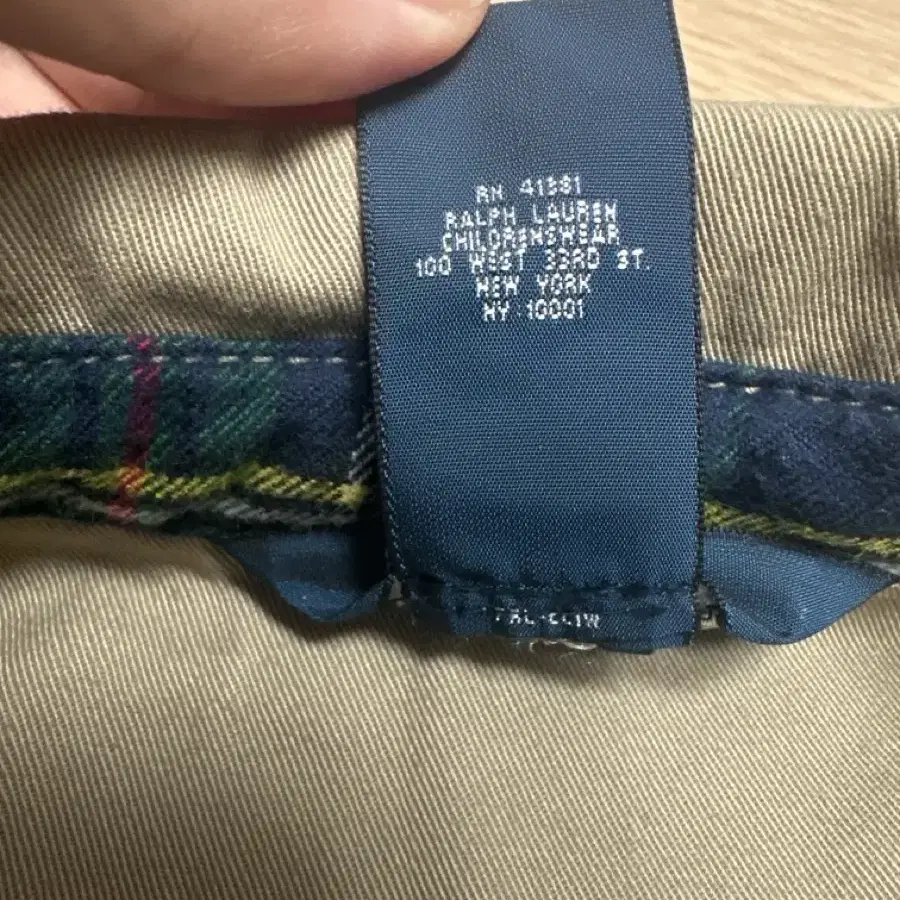 RN 41381
RALPH LAUREN
CHILDRENSWEAR
100 WEST 33RD ST.
NEW YORK
NY 10001